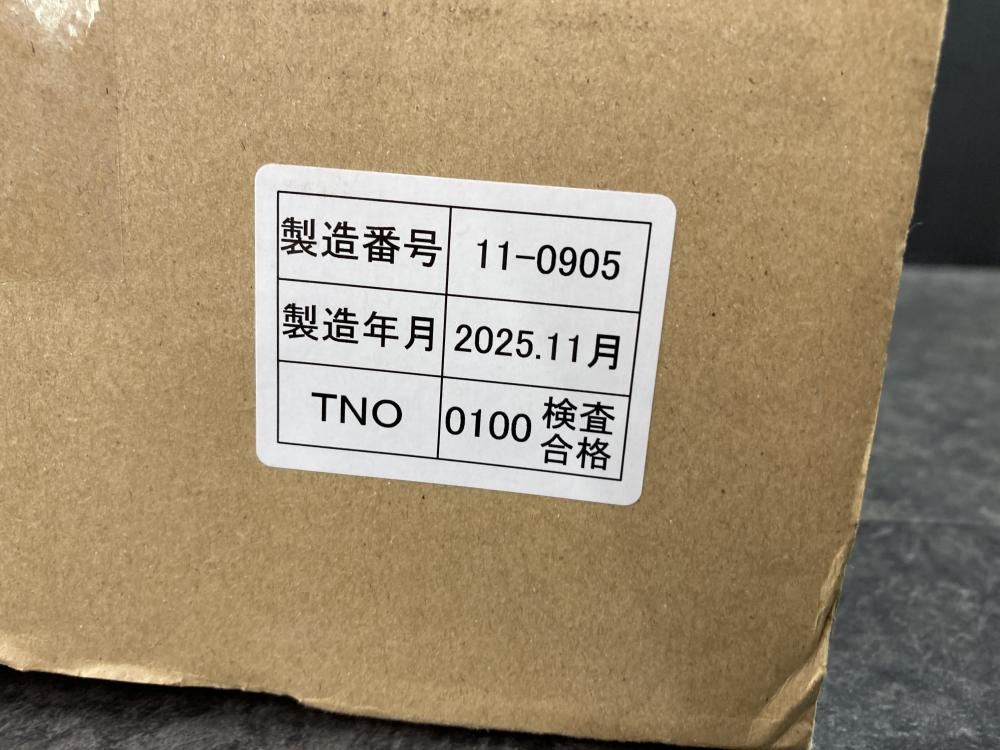 製造番号 11-0905
製造年月 2025.11月
TNO 0100 検査
合格